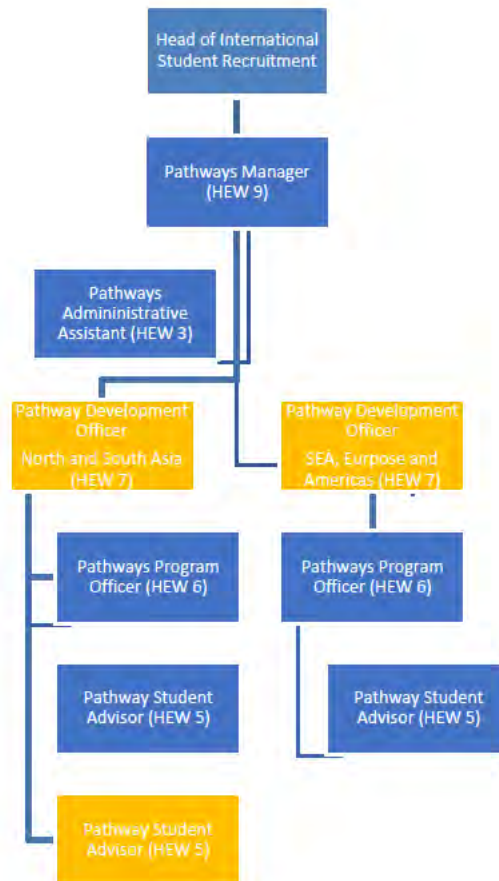 Head of International
Student Recruitment
Pathways Manager
(HEW 9)
Pathways
Admininistrative
Assistant (HEW 3)
Pathway Development
Officer
North and South Asia
(HEW 7)
Pathway Development
Officer
SEA, Eurpose and
Americas (HEW 7)
Pathways Program
Officer (HEW 6)
Pathways Program
Officer (HEW 6)
Pathway Student
Advisor (HEW 5)
Pathway Student
Advisor (HEW 5)
Pathway Student
Advisor (HEW 5)